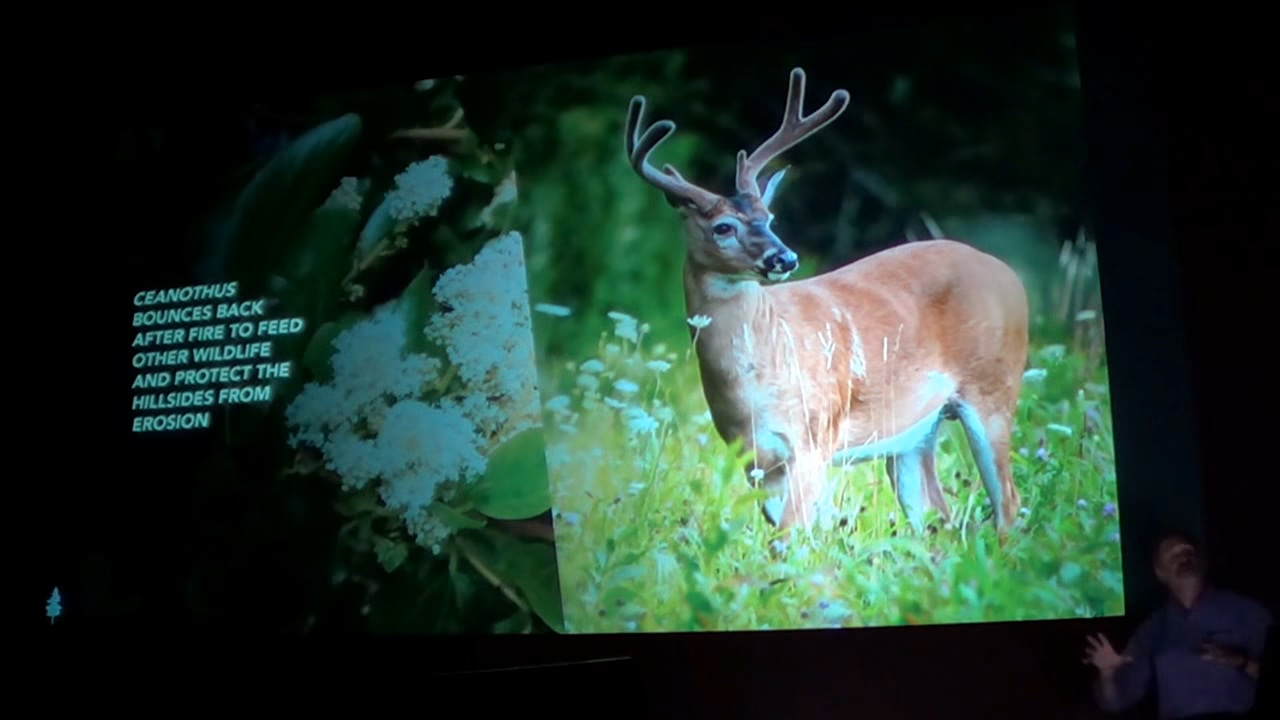 CEANOTHUS
BOUNCES BACK
AFTER FIRE TO FEED
OTHER WILDLIFE
AND PROTECT THE
HILLSIDES FROM
EROSION